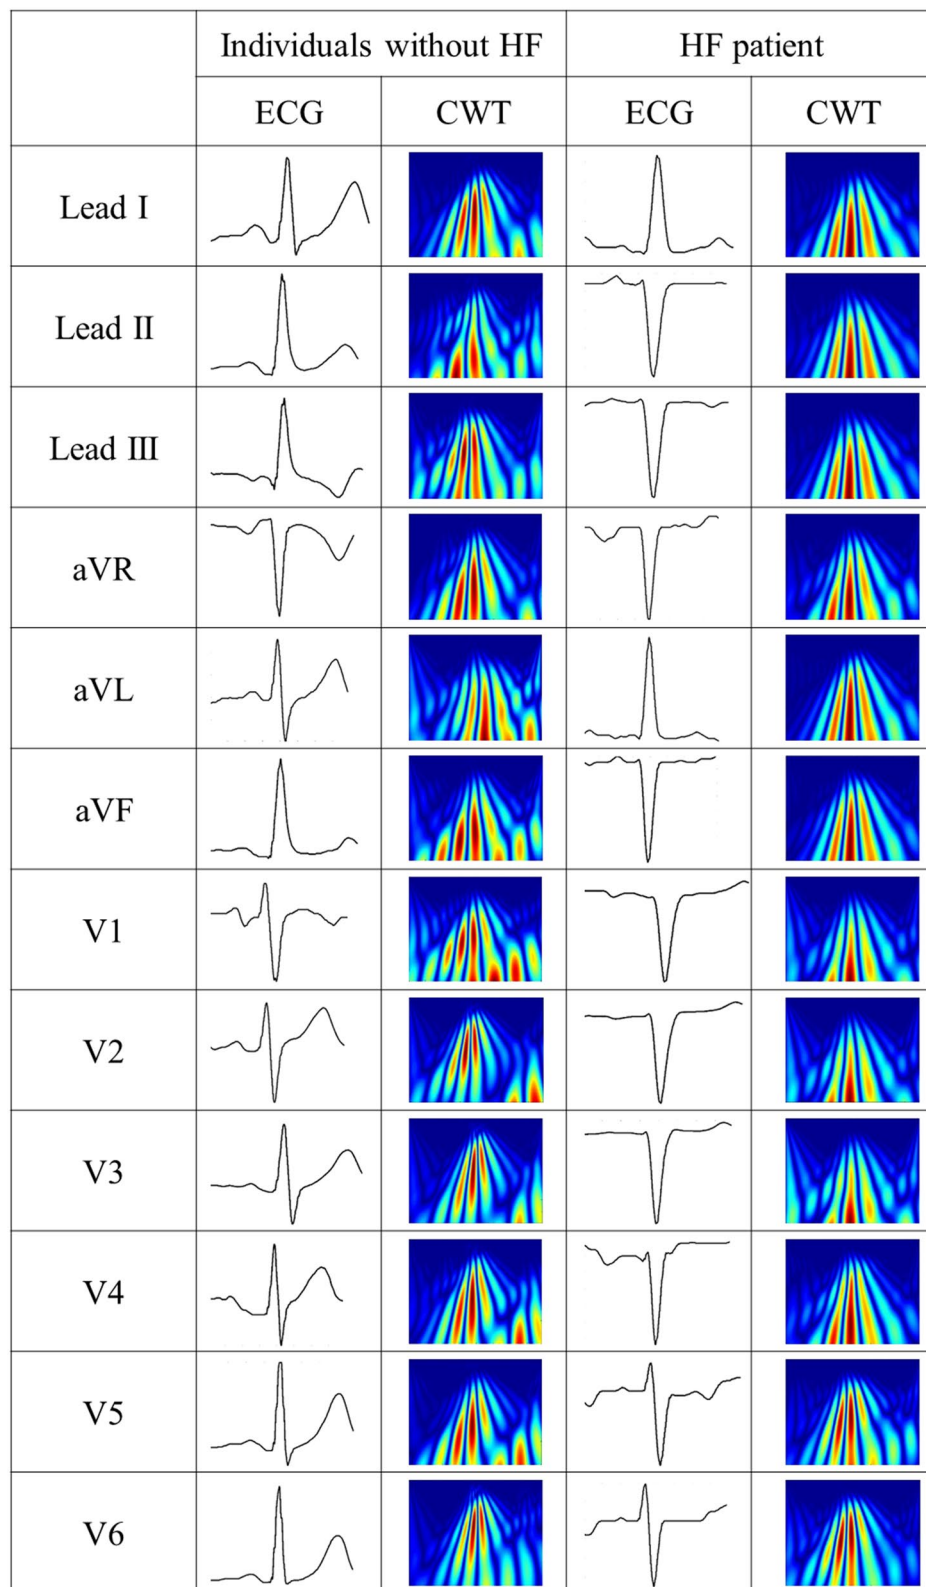 Individuals without HF HF patient
ECG CWT ECG CWT
Lead I
Lead II
Lead III
aVR
aVL
aVF
V1
V2
V3
V4
V5
V6